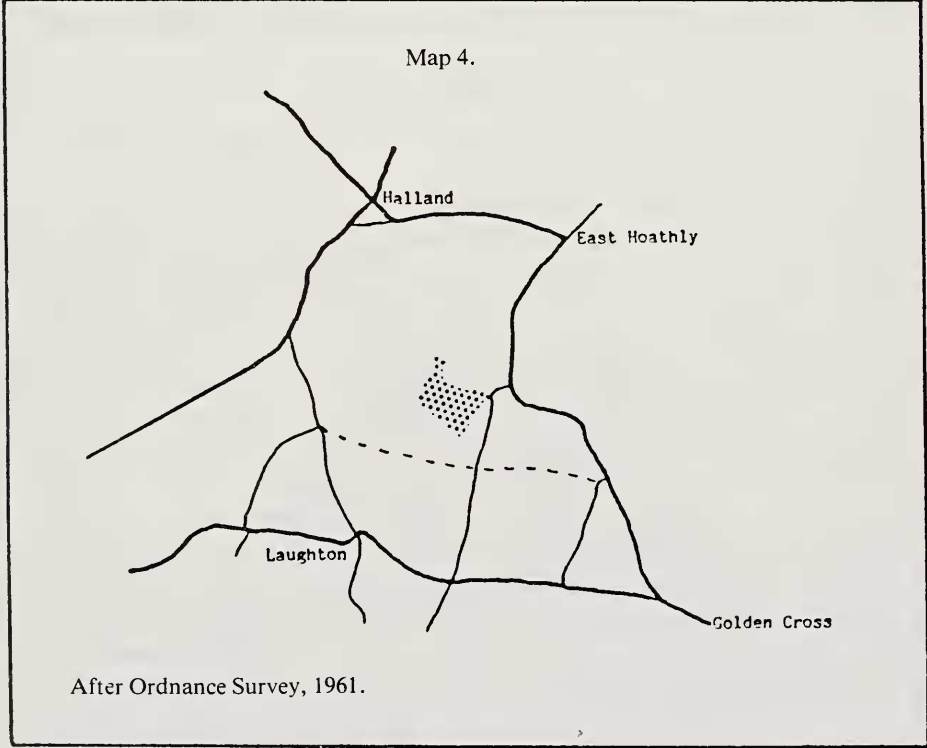 Map 4.
Halland
East Hoathly
Laughton
Golden Cross
After Ordnance Survey, 1961.